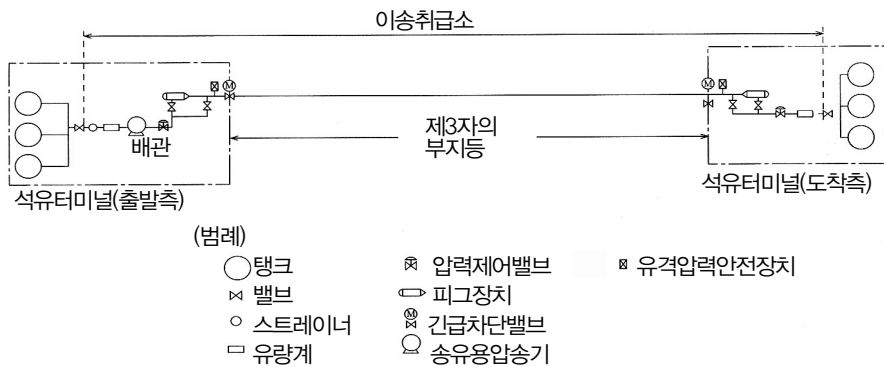 이송취급소
M
M
배관
제3자의
부지등
석유터미널(출발측)
석유터미널(도착측)
(범례)
탱크
압력제어밸브
유격압력안전장치
밸브
피그장치
스트레이너
M
긴급차단밸브
유량계
송유용압송기